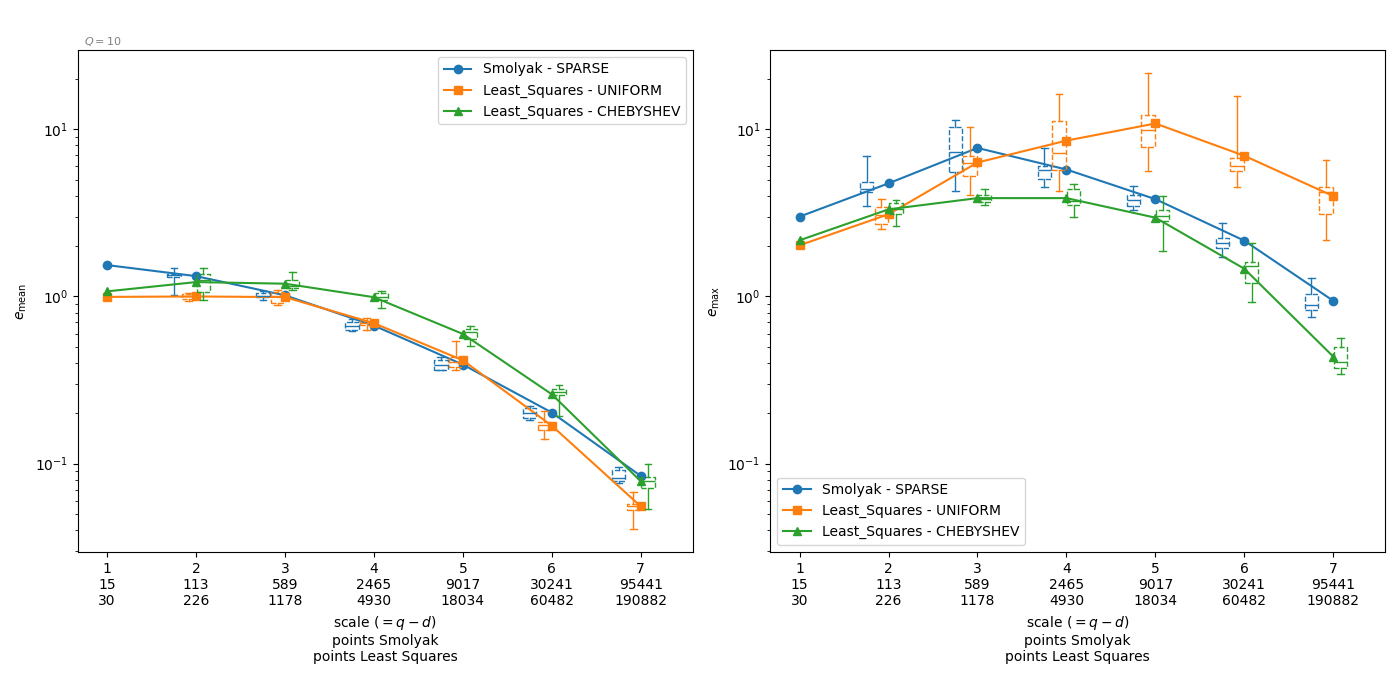 Q = 10
Smolyak - SPARSE
Least_Squares - UNIFORM
Least_Squares - CHEBYSHEV
10¹
10⁰
10⁻¹
e_mean
1 2 3 4 5 6 7
15 113 589 2465 9017 30241 95441
30 226 1178 4930 18034 60482 190882
scale (= q − d)
points Smolyak
points Least Squares
10¹
10⁰
10⁻¹
e_max
Smolyak - SPARSE
Least_Squares - UNIFORM
Least_Squares - CHEBYSHEV
1 2 3 4 5 6 7
15 113 589 2465 9017 30241 95441
30 226 1178 4930 18034 60482 190882
scale (= q − d)
points Smolyak
points Least Squares